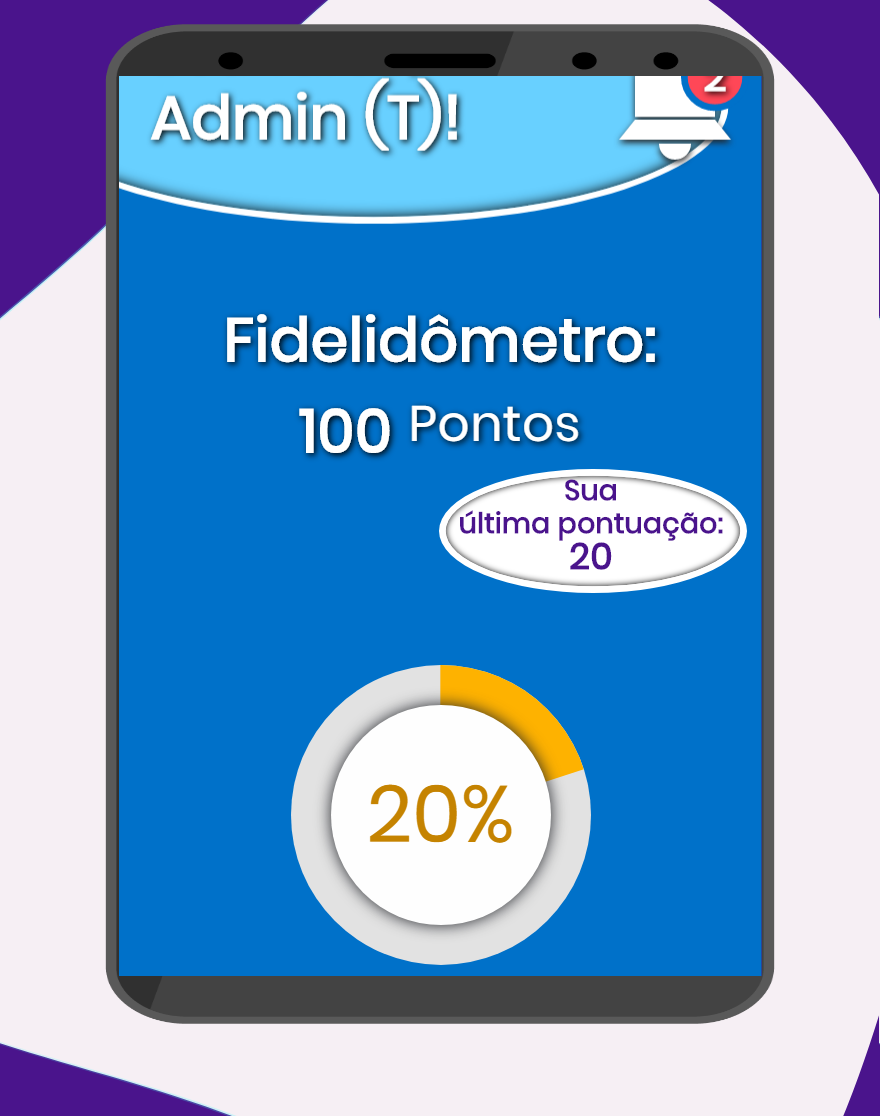 Admin (T)!
2
Fidelidômetro:
100 Pontos
Sua
última pontuação:
20
20%